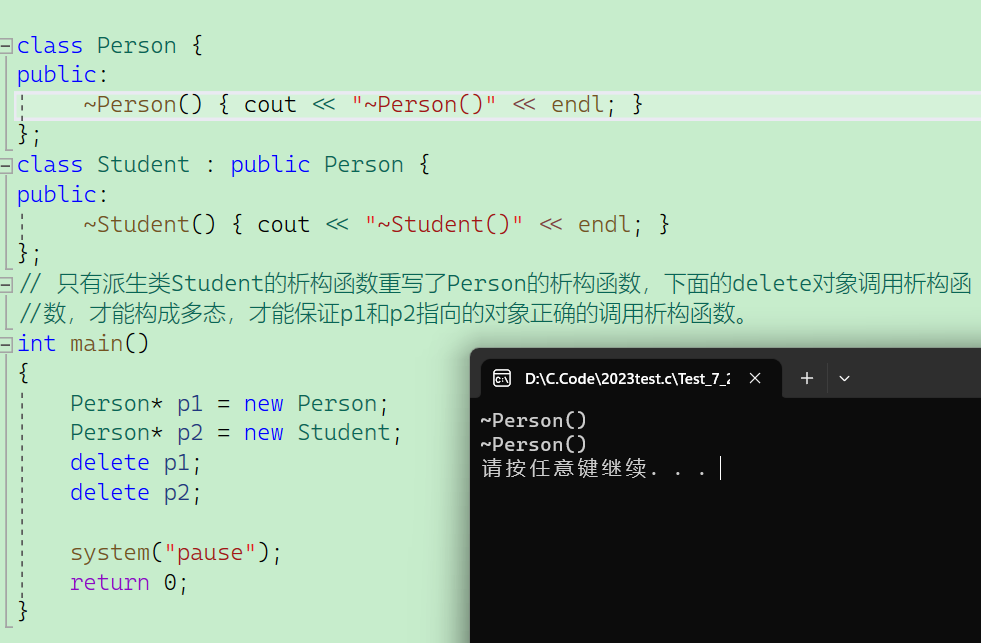 class Person {
public:
~Person() { cout << "~Person()" << endl; }
};
class Student : public Person {
public:
~Student() { cout << "~Student()" << endl; }
};
// 只有派生类Student的析构函数重写了Person的析构函数，下面的delete对象调用析构函
//数，才能构成多态，才能保证p1和p2指向的对象正确的调用析构函数。
int main()
{
Person* p1 = new Person;
Person* p2 = new Student;
delete p1;
delete p2;
system("pause");
return 0;
}
D:\C.Code\2023test.c\Test_7_2
~Person()
~Person()
请按任意键继续. . .